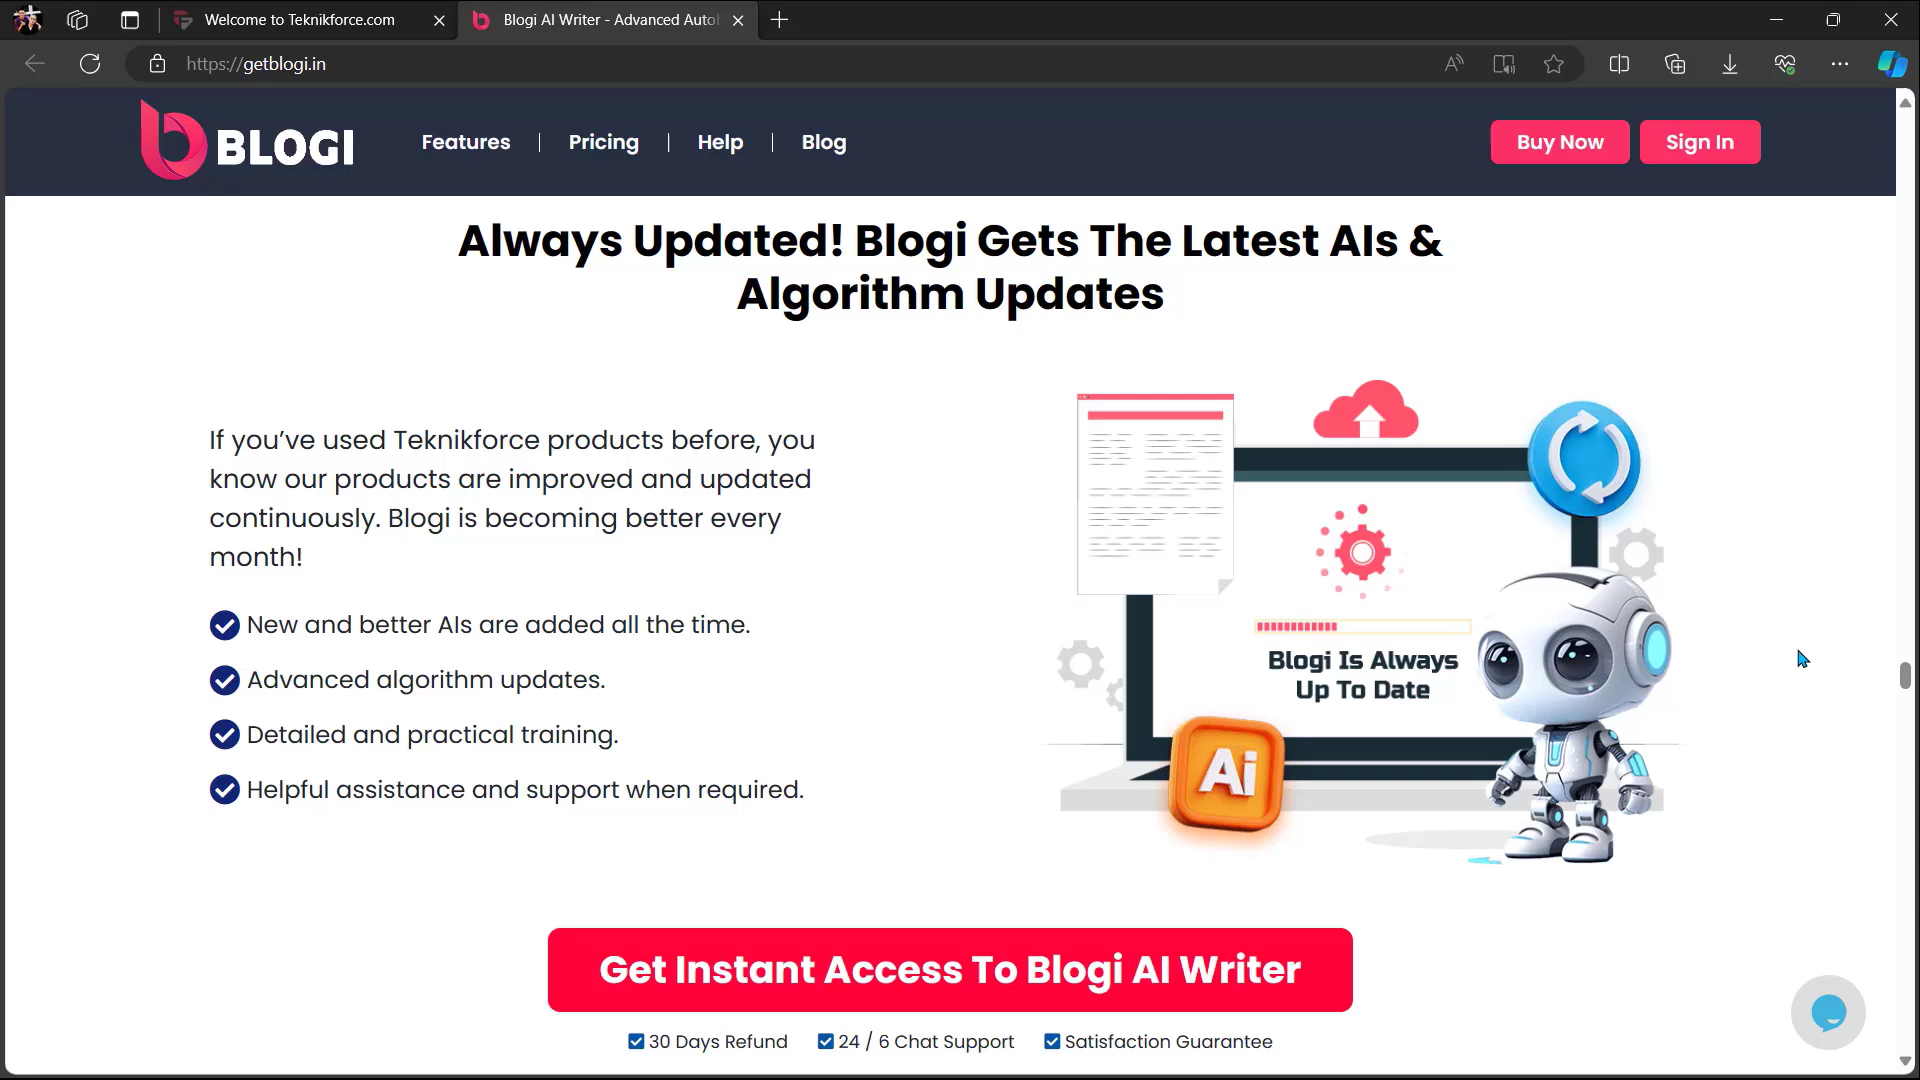 Welcome to Teknikforce.com
Blogi AI Writer - Advanced Autob
https://getblogi.in
BLOGI
Features
Pricing
Help
Blog
Buy Now
Sign In
Always Updated! Blogi Gets The Latest AIs &
Algorithm Updates
If you’ve used Teknikforce products before, you
know our products are improved and updated
continuously. Blogi is becoming better every
month!
New and better AIs are added all the time.
Advanced algorithm updates.
Detailed and practical training.
Helpful assistance and support when required.
Blogi Is Always
Up To Date
Ai
Get Instant Access To Blogi AI Writer
30 Days Refund
24 / 6 Chat Support
Satisfaction Guarantee